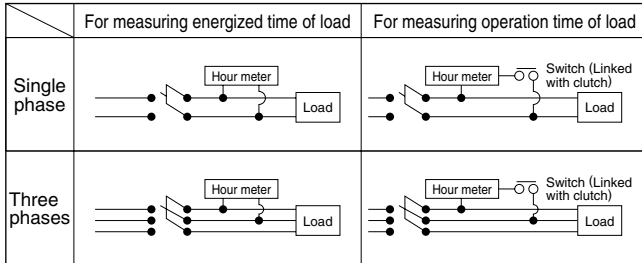 For measuring energized time of load
For measuring operation time of load
Single
phase
Hour meter
Load
Hour meter
Switch (Linked
with clutch)
Load
Three
phases
Hour meter
Load
Hour meter
Switch (Linked
with clutch)
Load